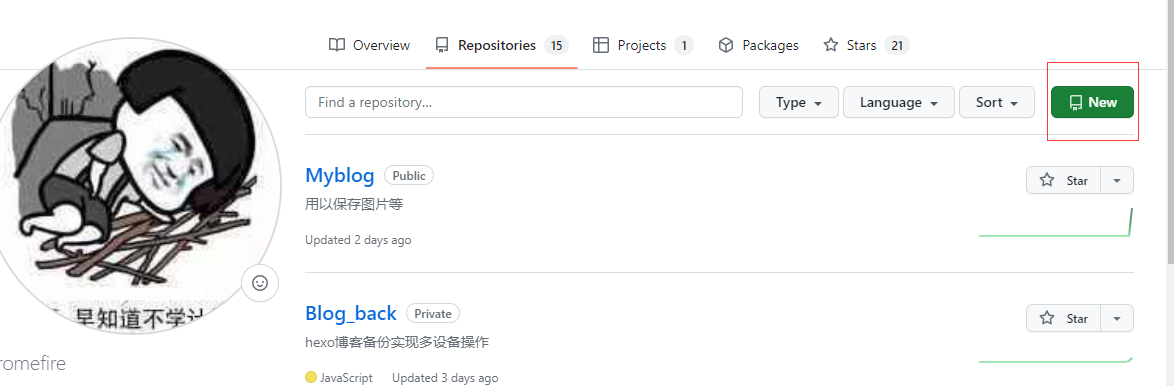 Overview Repositories 15 Projects 1 Packages Stars 21
Find a repository... Type Language Sort New
Myblog Public Star
用以保存图片等
Updated 2 days ago
Blog_back Private Star
hexo博客备份实现多设备操作
JavaScript Updated 3 days ago
早知道不学计
romefire